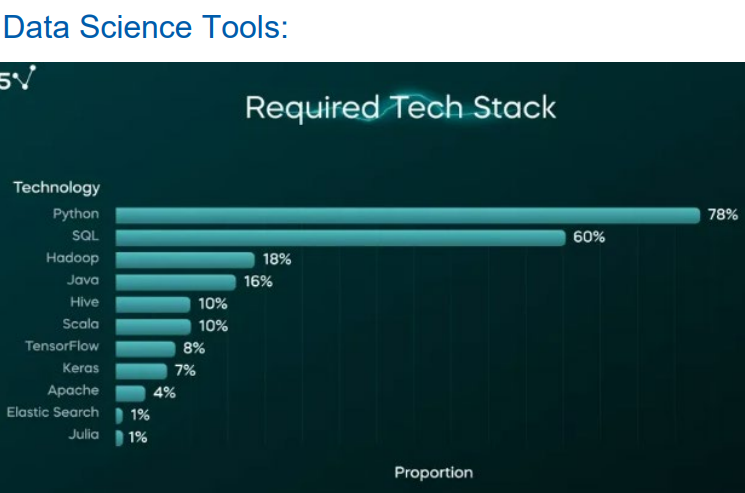 Data Science Tools:
5
Required Tech Stack
Technology
Python 78%
SQL 60%
Hadoop 18%
Java 16%
Hive 10%
Scala 10%
TensorFlow 8%
Keras 7%
Apache 4%
Elastic Search 1%
Julia 1%
Proportion